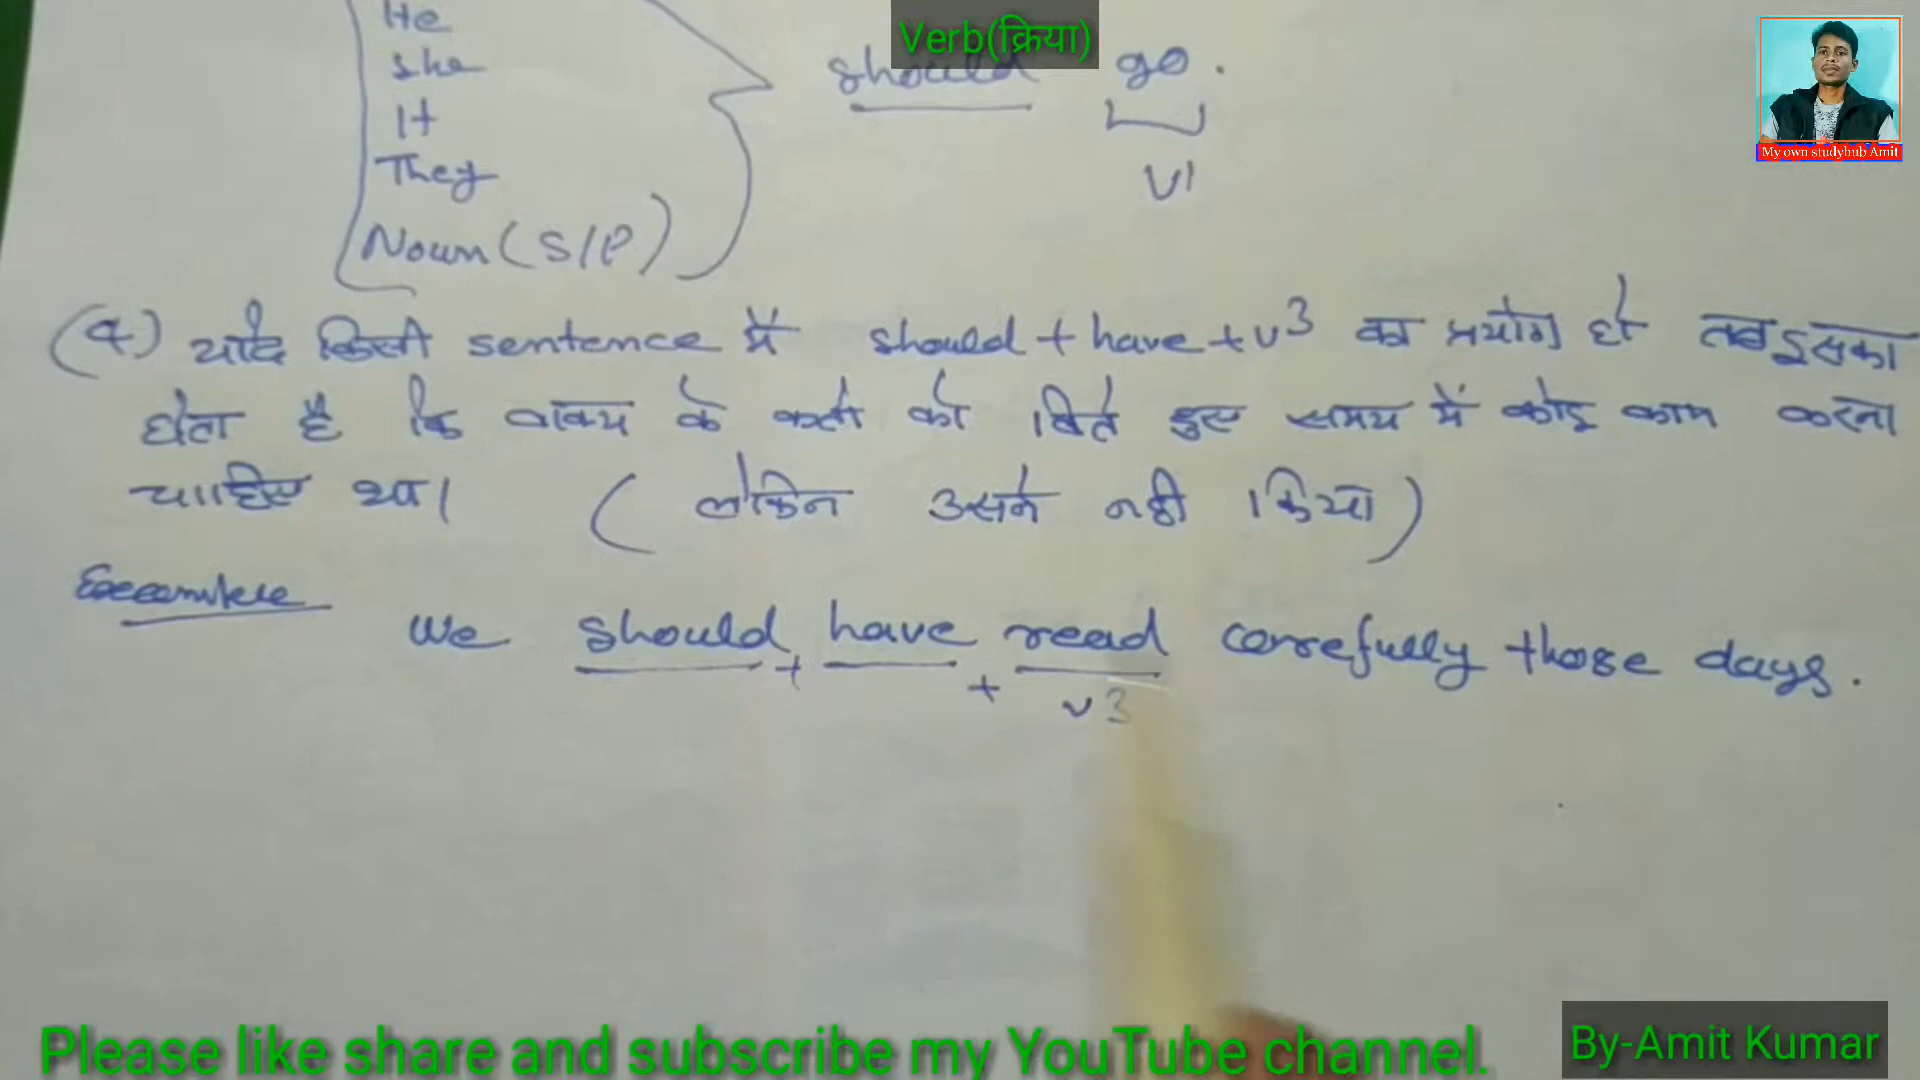 Verb(क्रिया)
He
She
It
They
Noun (S/P)
should go.
V1
My own studyhub Amit
(4) यदि किसी sentence में should + have + v3 का प्रयोग हो तब इसका
होता है कि वाक्य के कर्ता को बिते हुए समय में कोइ काम करना
चाहिए था। (लेकिन उसने नही किया)
We should + have + read carefully those days.
v3
Please like share and subscribe my YouTube channel.
By-Amit Kumar